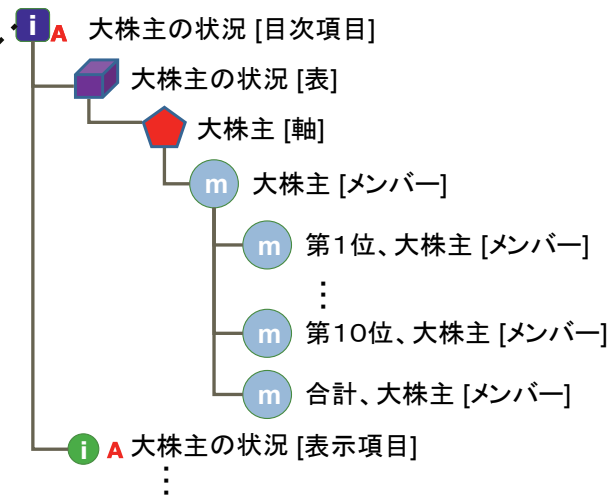 i A 大株主の状況 [目次項目]
大株主の状況 [表]
大株主 [軸]
m 大株主 [メンバー]
m 第1位、大株主 [メンバー]
⋮
m 第10位、大株主 [メンバー]
m 合計、大株主 [メンバー]
i A 大株主の状況 [表示項目]
⋮